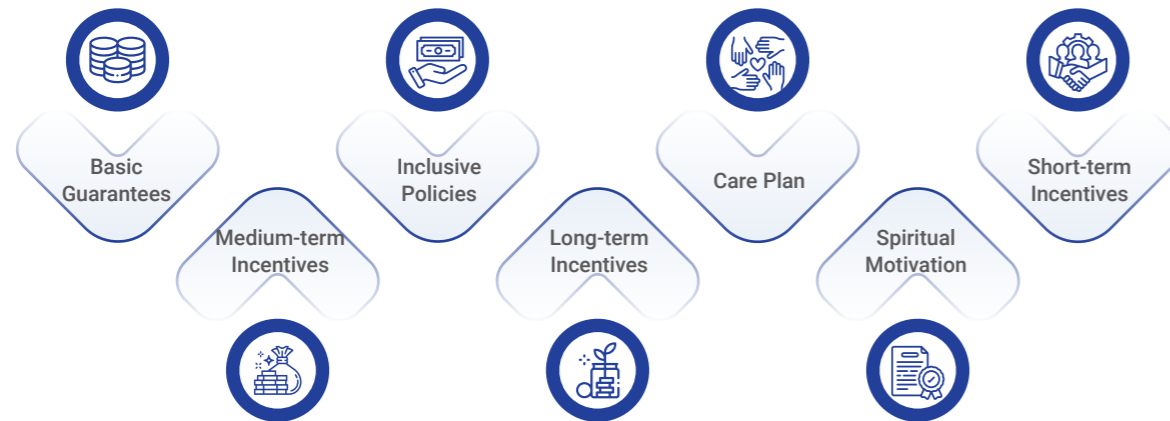 Basic
Guarantees
Inclusive
Policies
Care Plan
Short-term
Incentives
Medium-term
Incentives
Long-term
Incentives
Spiritual
Motivation